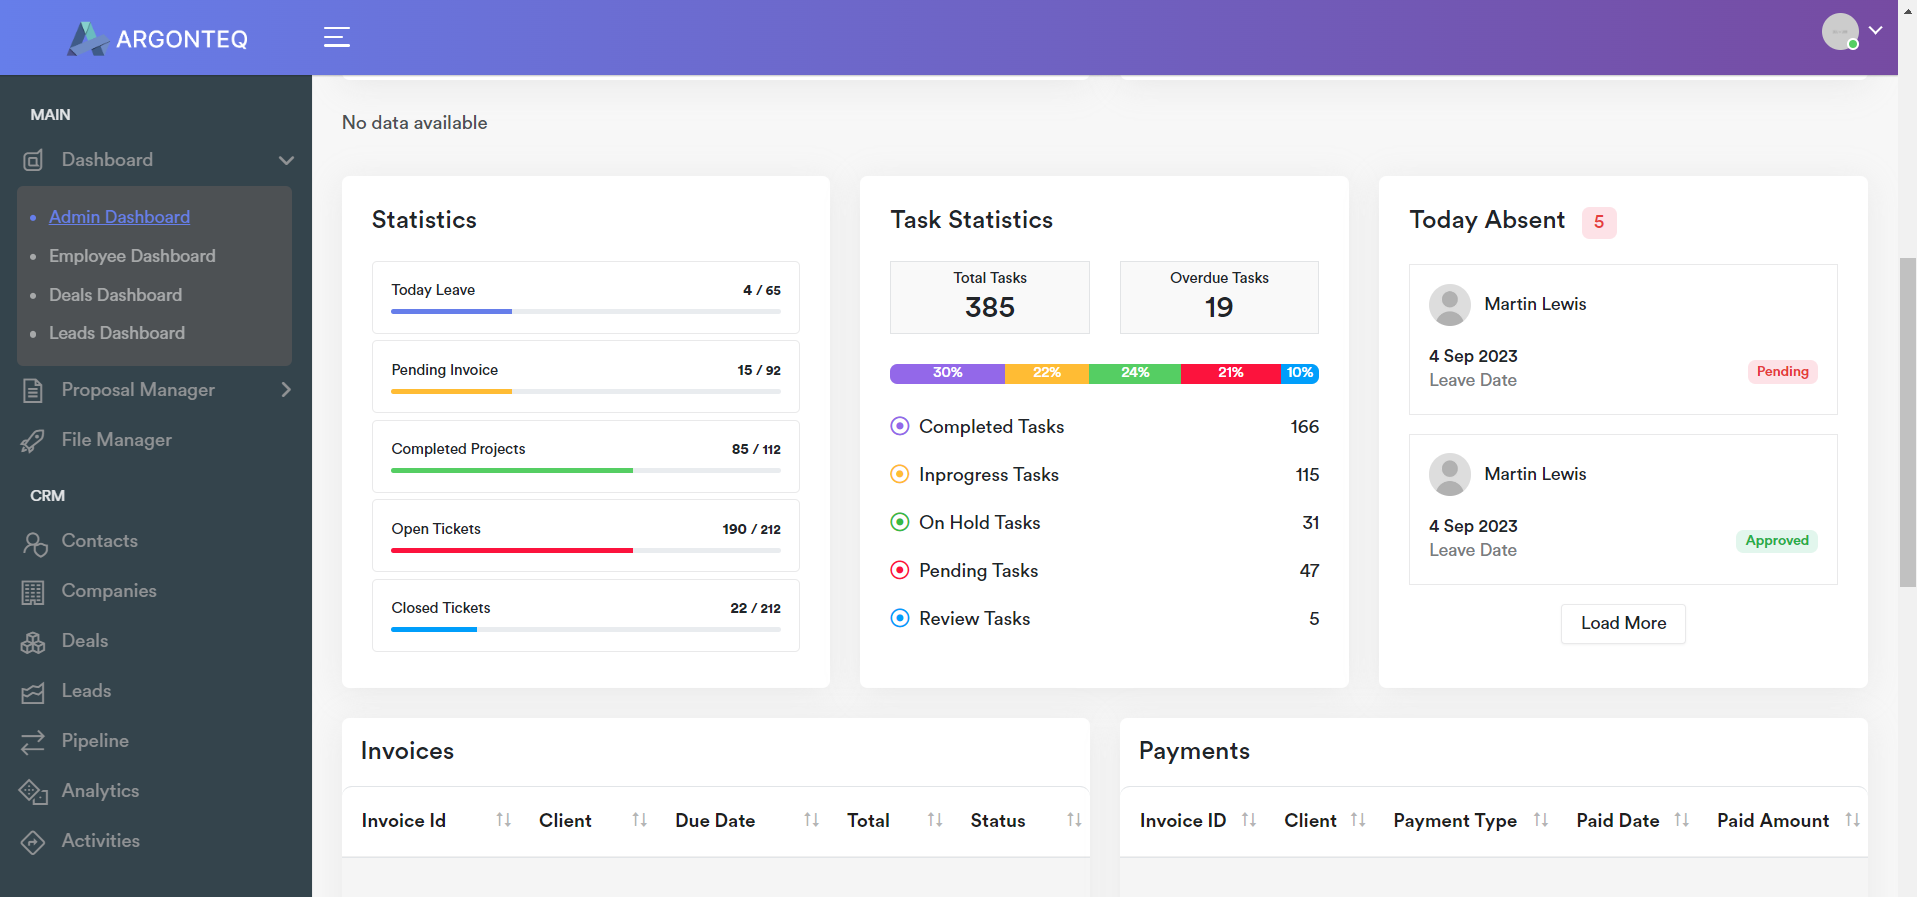 ARGONTEQ
MAIN
Dashboard
Admin Dashboard
Employee Dashboard
Deals Dashboard
Leads Dashboard
Proposal Manager
File Manager
CRM
Contacts
Companies
Deals
Leads
Pipeline
Analytics
Activities
No data available
Statistics
Today Leave 4 / 65
Pending Invoice 15 / 92
Completed Projects 85 / 112
Open Tickets 190 / 212
Closed Tickets 22 / 212
Task Statistics
Total Tasks
385
Overdue Tasks
19
30% 22% 24% 21% 10%
Completed Tasks 166
Inprogress Tasks 115
On Hold Tasks 31
Pending Tasks 47
Review Tasks 5
Today Absent 5
Martin Lewis
4 Sep 2023
Leave Date
Pending
Martin Lewis
4 Sep 2023
Leave Date
Approved
Load More
Invoices
Invoice Id Client Due Date Total Status
Payments
Invoice ID Client Payment Type Paid Date Paid Amount